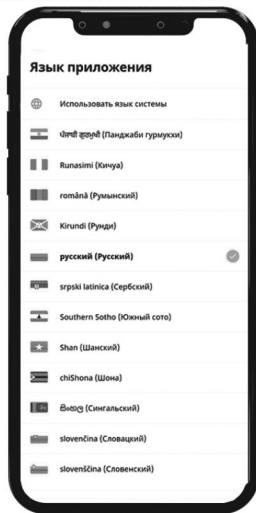 Язык приложения
Использовать язык системы
ਪੰਜਾਬੀ ਗੁਰਮੁਖੀ (Панджаби гурмукхи)
Runasimi (Кичуа)
română (Румынский)
Kirundi (Рунди)
русский (Русский)
srpski latinica (Сербский)
Southern Sotho (Южный сото)
Shan (Шанский)
chiShona (Шона)
සිංහල (Сингальский)
slovenčina (Словацкий)
slovenščina (Словенский)